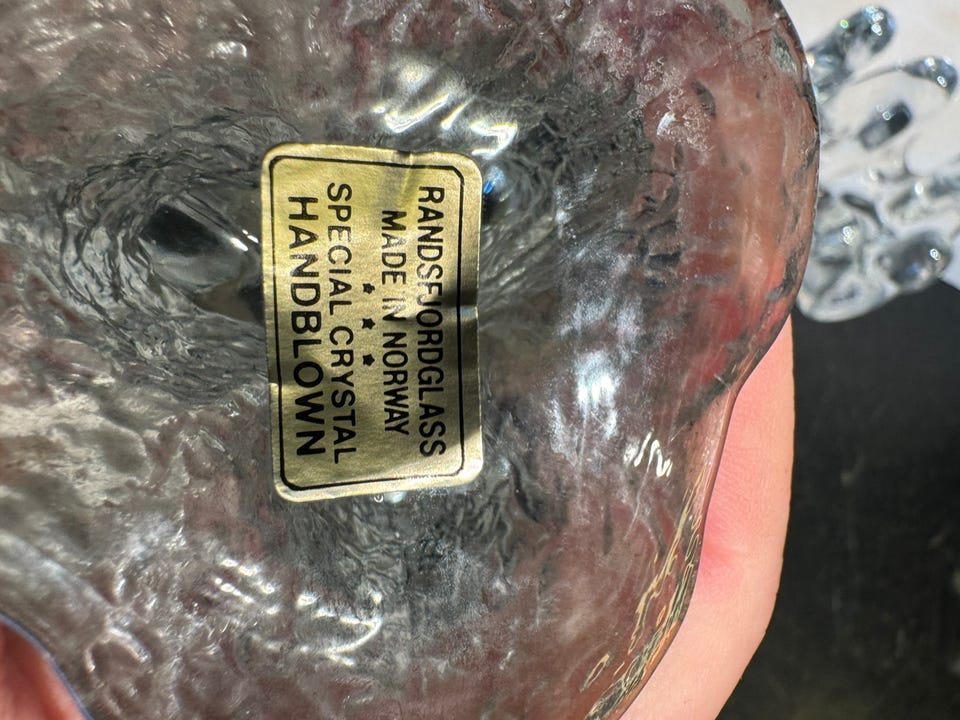 RANDSFJORDGLASS
MADE IN NORWAY
★ ★ ★
SPECIAL CRYSTAL
HANDBLOWN